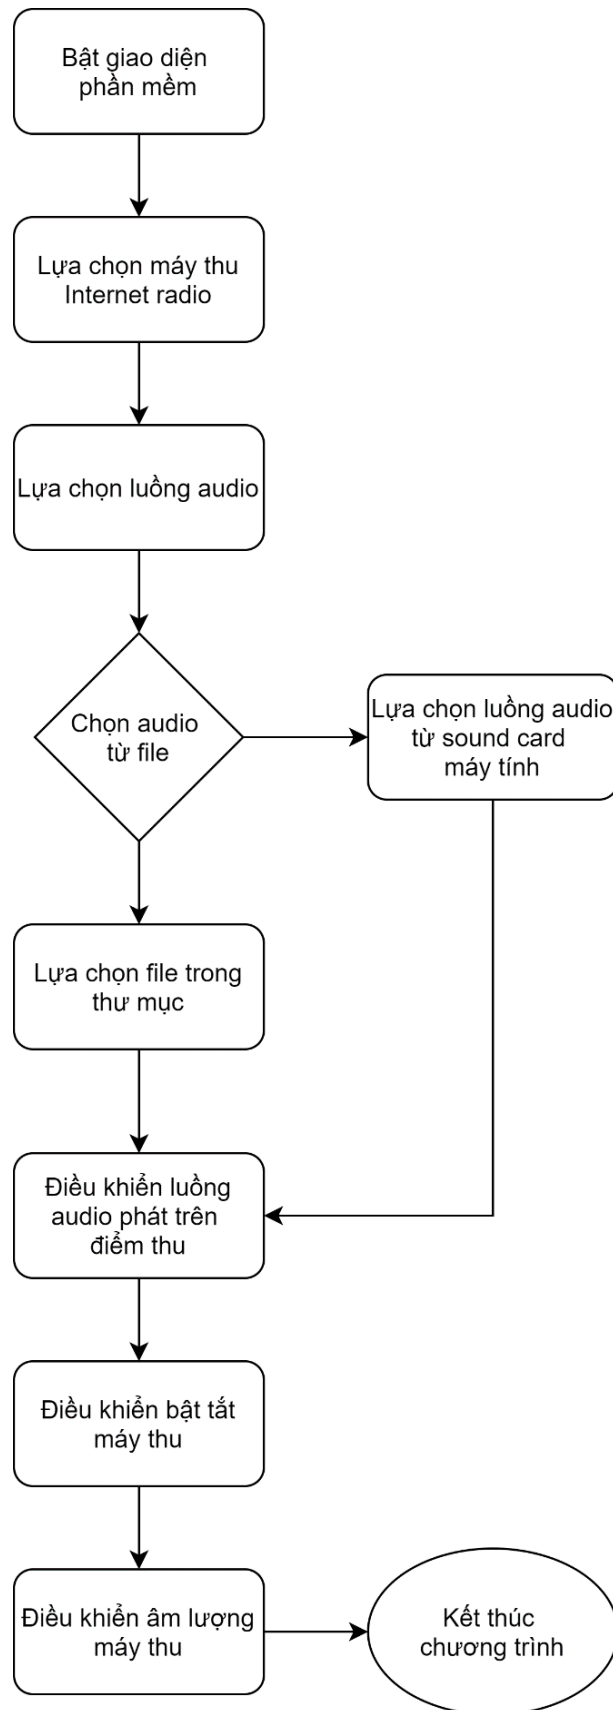 Bật giao diện
phần mềm
Lựa chọn máy thu
Internet radio
Lựa chọn luồng audio
Chọn audio
từ file
Lựa chọn luồng audio
từ sound card
máy tính
Lựa chọn file trong
thư mục
Điều khiển luồng
audio phát trên
điểm thu
Điều khiển bật tắt
máy thu
Điều khiển âm lượng
máy thu
Kết thúc
chương trình